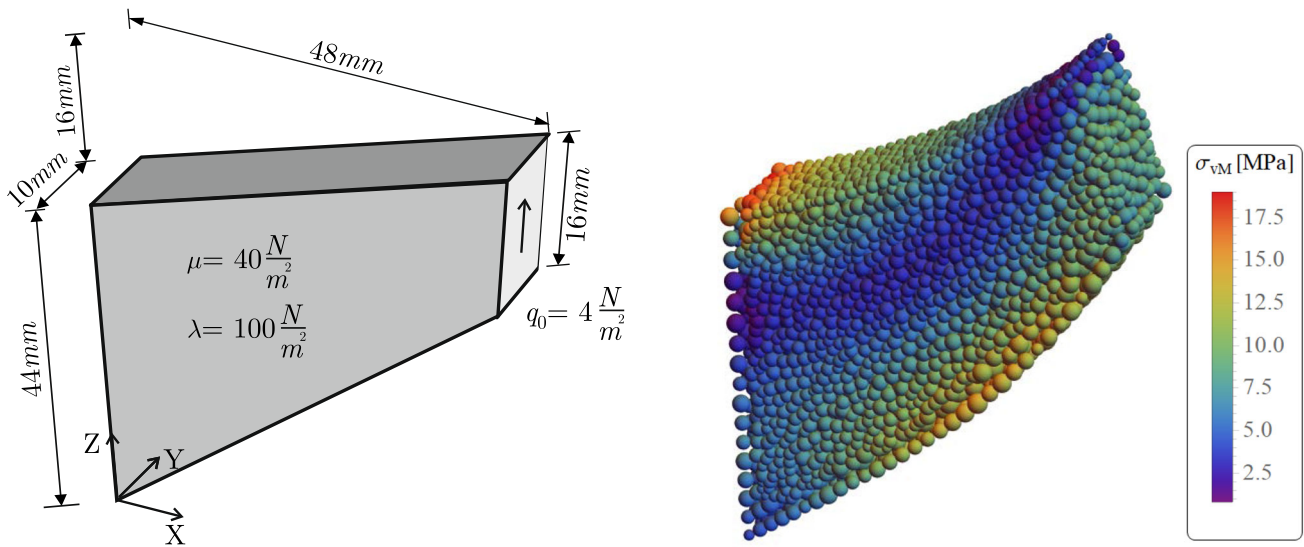 48mm
16mm
10mm
44mm
μ= 40 N/m²
λ= 100 N/m²
16mm
q₀= 4 N/m²
Z
Y
X
σvM [MPa]
17.5
15.0
12.5
10.0
7.5
5.0
2.5